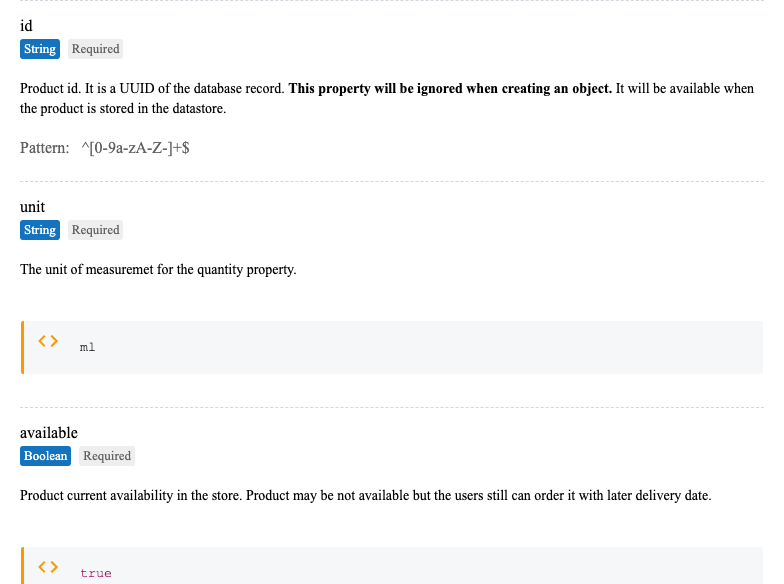 id
String Required
Product id. It is a UUID of the database record. This property will be ignored when creating an object. It will be available when
the product is stored in the datastore.
Pattern: ^[0-9a-zA-Z-]+$
unit
String Required
The unit of measuremet for the quantity property.
<> ml
available
Boolean Required
Product current availability in the store. Product may be not available but the users still can order it with later delivery date.
<> true